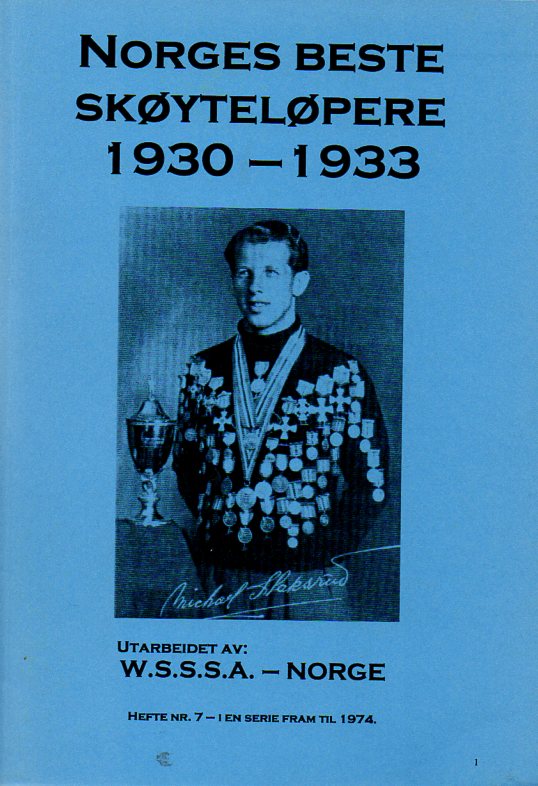 NORGES BESTE
SKØYTELØPERE
1930 – 1933
Michael Staksrud
UTARBEIDET AV:
W.S.S.S.A. – NORGE
HEFTE NR. 7 – I EN SERIE FRAM TIL 1974.
1